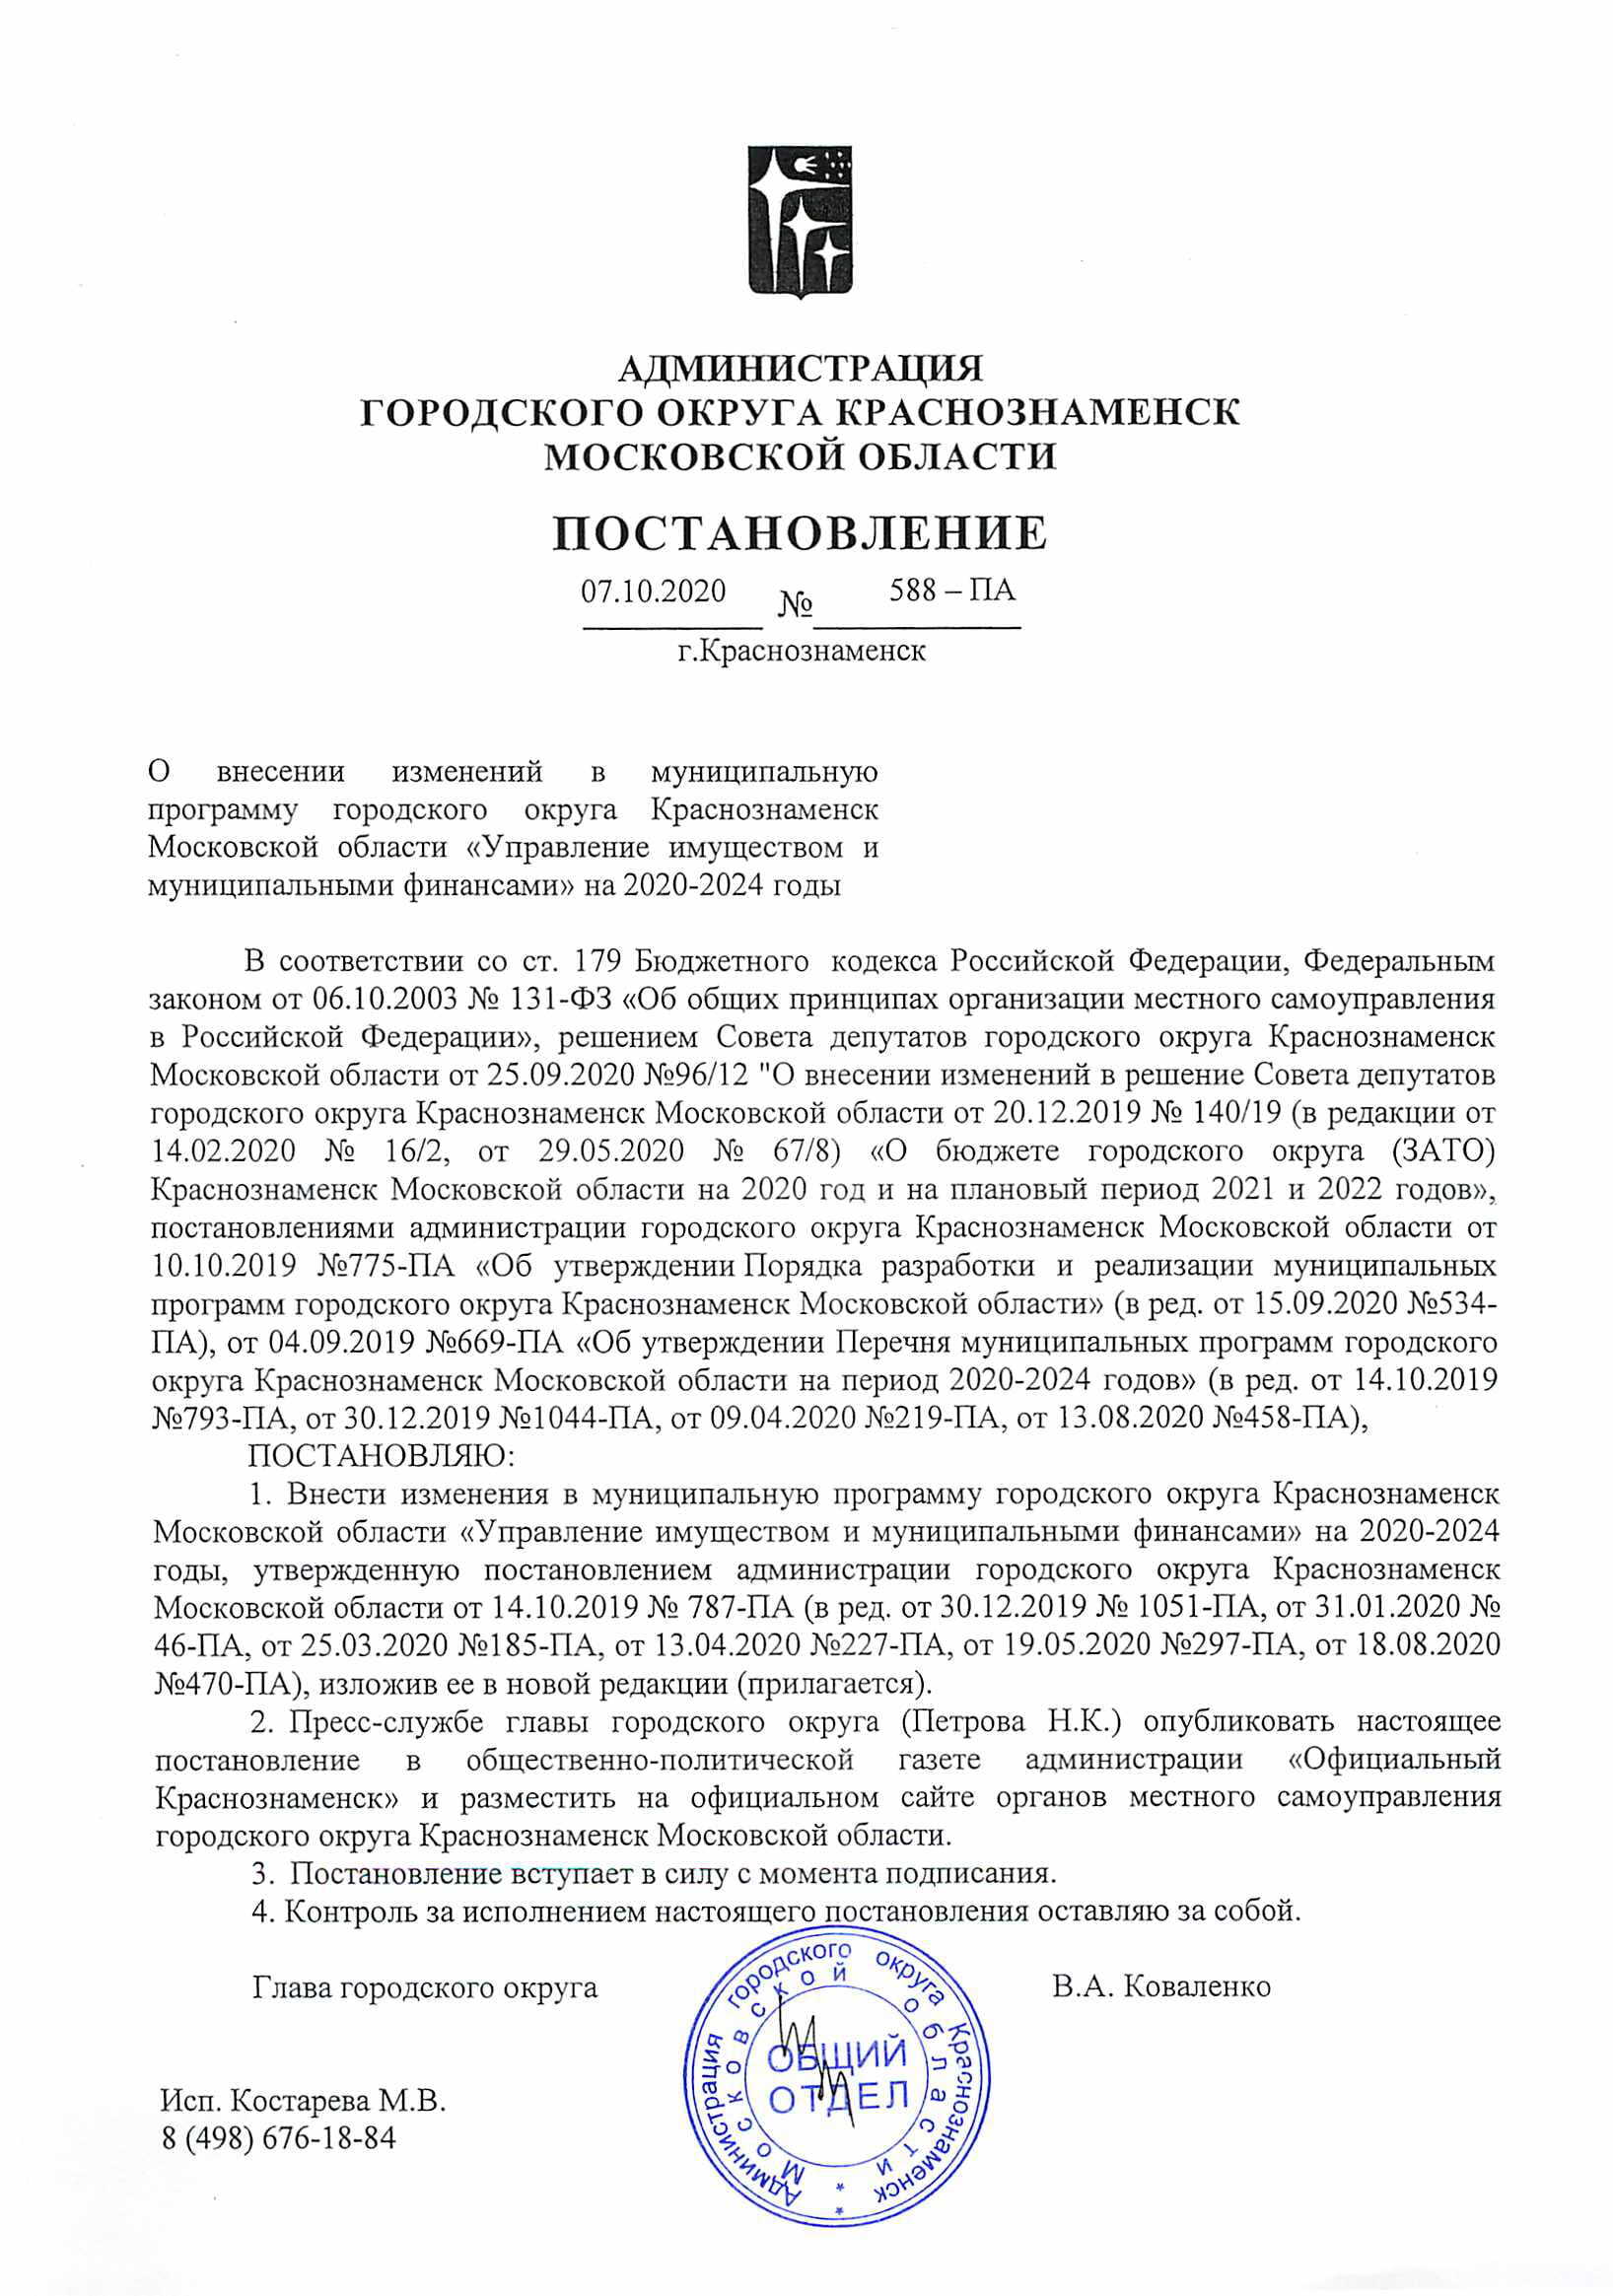 АДМИНИСТРАЦИЯ
ГОРОДСКОГО ОКРУГА КРАСНОЗНАМЕНСК
МОСКОВСКОЙ ОБЛАСТИ
ПОСТАНОВЛЕНИЕ
07.10.2020 № 588 – ПА
г.Краснознаменск
О внесении изменений в муниципальную
программу городского округа Краснознаменск
Московской области «Управление имуществом и
муниципальными финансами» на 2020-2024 годы
В соответствии со ст. 179 Бюджетного кодекса Российской Федерации, Федеральным
законом от 06.10.2003 № 131-ФЗ «Об общих принципах организации местного самоуправления
в Российской Федерации», решением Совета депутатов городского округа Краснознаменск
Московской области от 25.09.2020 №96/12 "О внесении изменений в решение Совета депутатов
городского округа Краснознаменск Московской области от 20.12.2019 № 140/19 (в редакции от
14.02.2020 № 16/2, от 29.05.2020 № 67/8) «О бюджете городского округа (ЗАТО)
Краснознаменск Московской области на 2020 год и на плановый период 2021 и 2022 годов»,
постановлениями администрации городского округа Краснознаменск Московской области от
10.10.2019 №775-ПА «Об утверждении Порядка разработки и реализации муниципальных
программ городского округа Краснознаменск Московской области» (в ред. от 15.09.2020 №534-
ПА), от 04.09.2019 №669-ПА «Об утверждении Перечня муниципальных программ городского
округа Краснознаменск Московской области на период 2020-2024 годов» (в ред. от 14.10.2019
№793-ПА, от 30.12.2019 №1044-ПА, от 09.04.2020 №219-ПА, от 13.08.2020 №458-ПА),
ПОСТАНОВЛЯЮ:
1. Внести изменения в муниципальную программу городского округа Краснознаменск
Московской области «Управление имуществом и муниципальными финансами» на 2020-2024
годы, утвержденную постановлением администрации городского округа Краснознаменск
Московской области от 14.10.2019 № 787-ПА (в ред. от 30.12.2019 № 1051-ПА, от 31.01.2020 №
46-ПА, от 25.03.2020 №185-ПА, от 13.04.2020 №227-ПА, от 19.05.2020 №297-ПА, от 18.08.2020
№470-ПА), изложив ее в новой редакции (прилагается).
2. Пресс-службе главы городского округа (Петрова Н.К.) опубликовать настоящее
постановление в общественно-политической газете администрации «Официальный
Краснознаменск» и разместить на официальном сайте органов местного самоуправления
городского округа Краснознаменск Московской области.
3. Постановление вступает в силу с момента подписания.
4. Контроль за исполнением настоящего постановления оставляю за собой.
Глава городского округа В.А. Коваленко
Администрация городского округа Краснознаменск
Московской области
ОБЩИЙ
ОТДЕЛ
Исп. Костарева М.В.
8 (498) 676-18-84